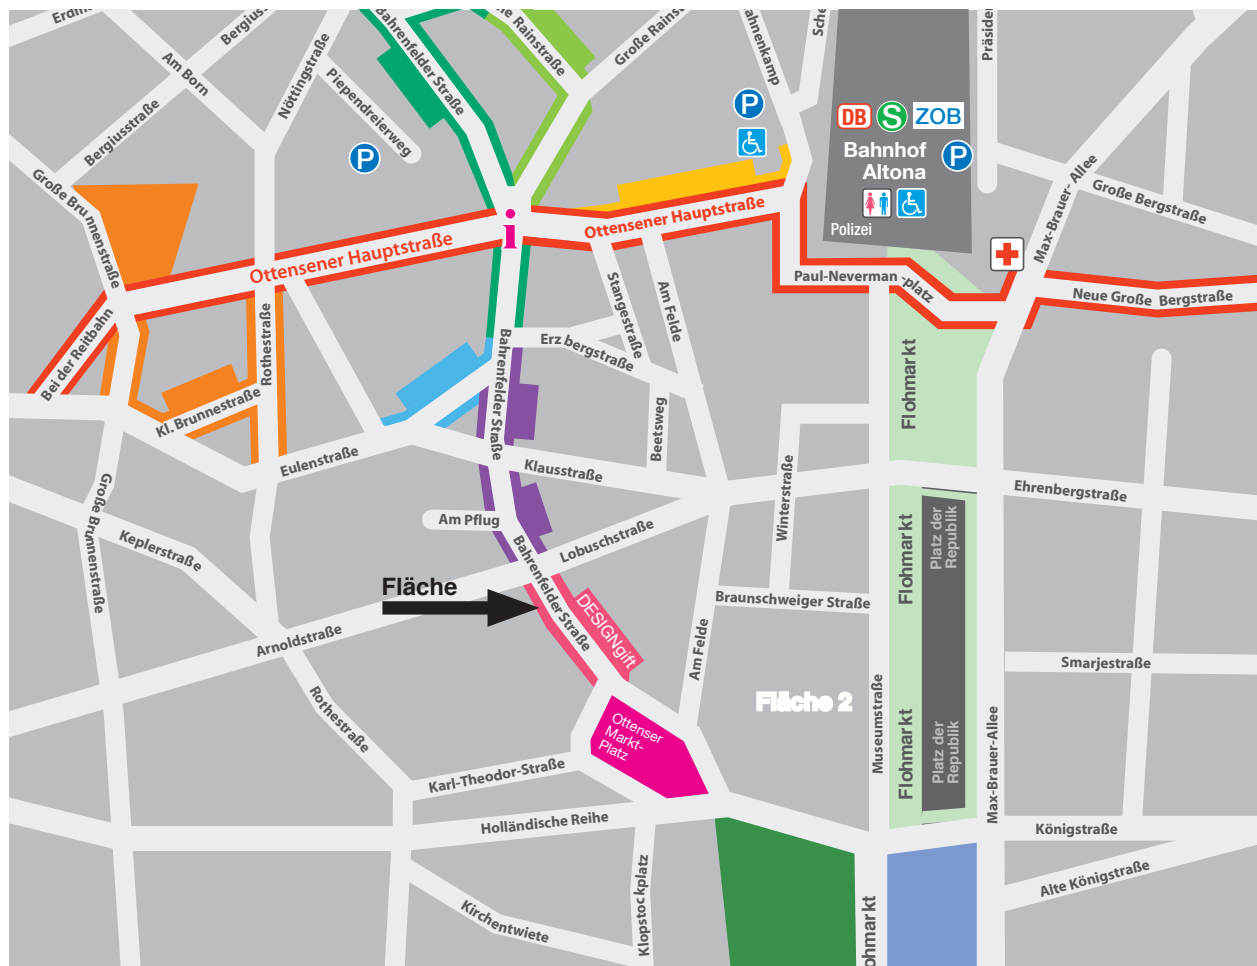 Erdm
Bergius
Am Born
Nöttingstraße
Piependreierweg
Bergiusstraße
Große Brunnenstraße
Bahrenfelder Straße
Rainstraße
Große Rains
ahnenkamp
Sche
Präsiden
P
P
DB
S
ZOB
Bahnhof
Altona
P
Polizei
Max-Brauer- Allee
Große Bergstraße
Ottensener Hauptstraße
i
Ottensener Hauptstraße
Paul-Neverman -platz
Neue Große Bergstraße
Bei der Reitbahn
Rothestraße
Kl. Brunnestraße
Stangestraße
Am Felde
Erzbergstraße
Bahrenfelder Straße
Beetsweg
Flohmarkt
Eulenstraße
Klausstraße
Winterstraße
Ehrenbergstraße
Große Brunnenstraße
Keplerstraße
Am Pflug
Lobuschstraße
Bahrenfelder Straße
Flohmarkt
Platz der
Republik
Fläche
DESIGNgift
Braunschweiger Straße
Arnoldstraße
Am Felde
Smarjestraße
Rothestraße
Fläche 2
Museumstraße
Ottenser
Markt-
Platz
Flohmarkt
Platz der
Republik
Max-Brauer-Allee
Karl-Theodor-Straße
Holländische Reihe
Königstraße
Klopstockplatz
Alte Königstraße
Kirchentwiete
ohmarkt